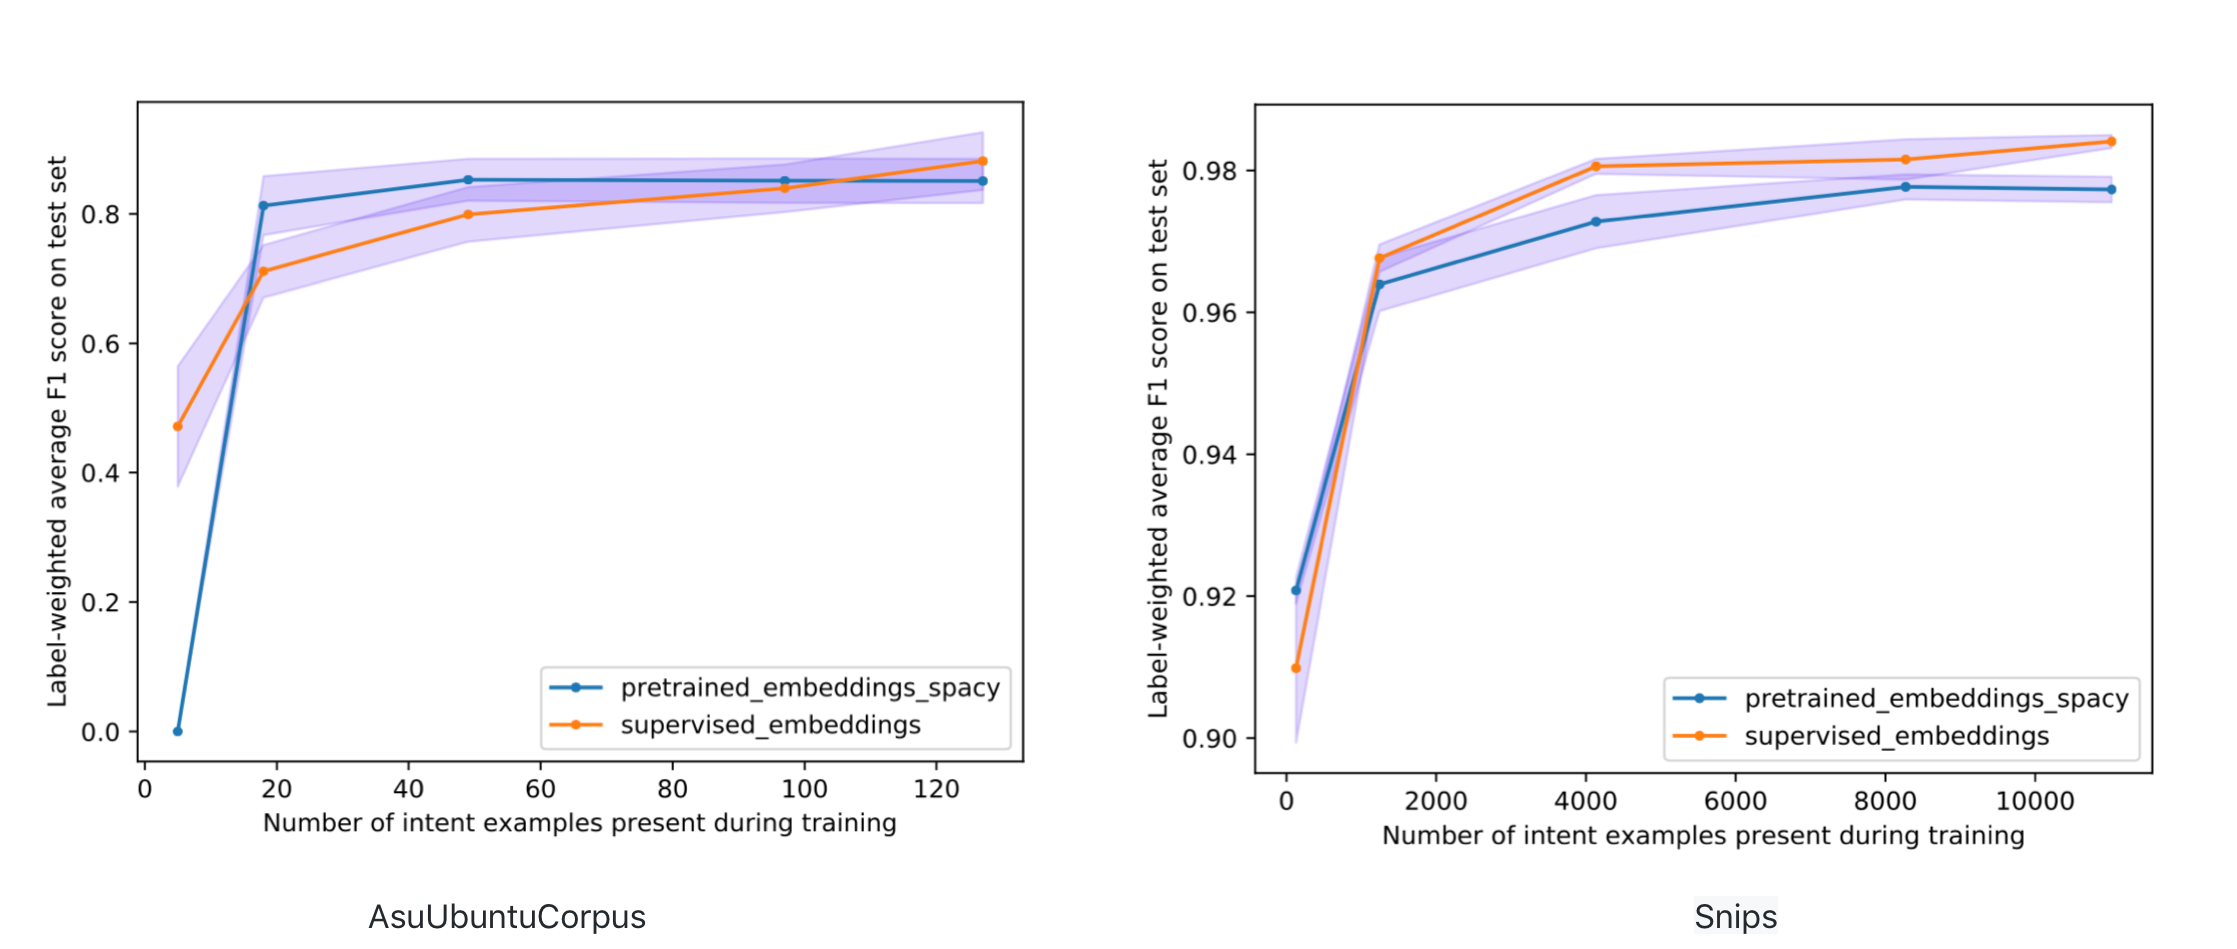 Label-weighted average F1 score on test set
0.8
0.6
0.4
0.2
0.0
pretrained_embeddings_spacy
supervised_embeddings
0 20 40 60 80 100 120
Number of intent examples present during training
AsuUbuntuCorpus
Label-weighted average F1 score on test set
0.98
0.96
0.94
0.92
0.90
pretrained_embeddings_spacy
supervised_embeddings
0 2000 4000 6000 8000 10000
Number of intent examples present during training
Snips